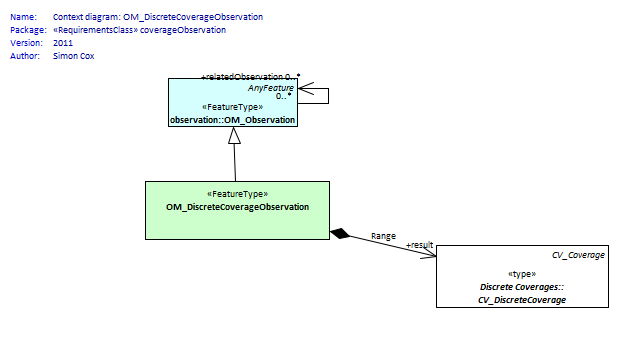 Name: Context diagram: OM_DiscreteCoverageObservation
Package: «RequirementsClass» coverageObservation
Version: 2011
Author: Simon Cox
+relatedObservation 0..*
AnyFeature
0..*
«FeatureType»
observation::OM_Observation
«FeatureType»
OM_DiscreteCoverageObservation
Range
+result
CV_Coverage
«type»
Discrete Coverages::
CV_DiscreteCoverage